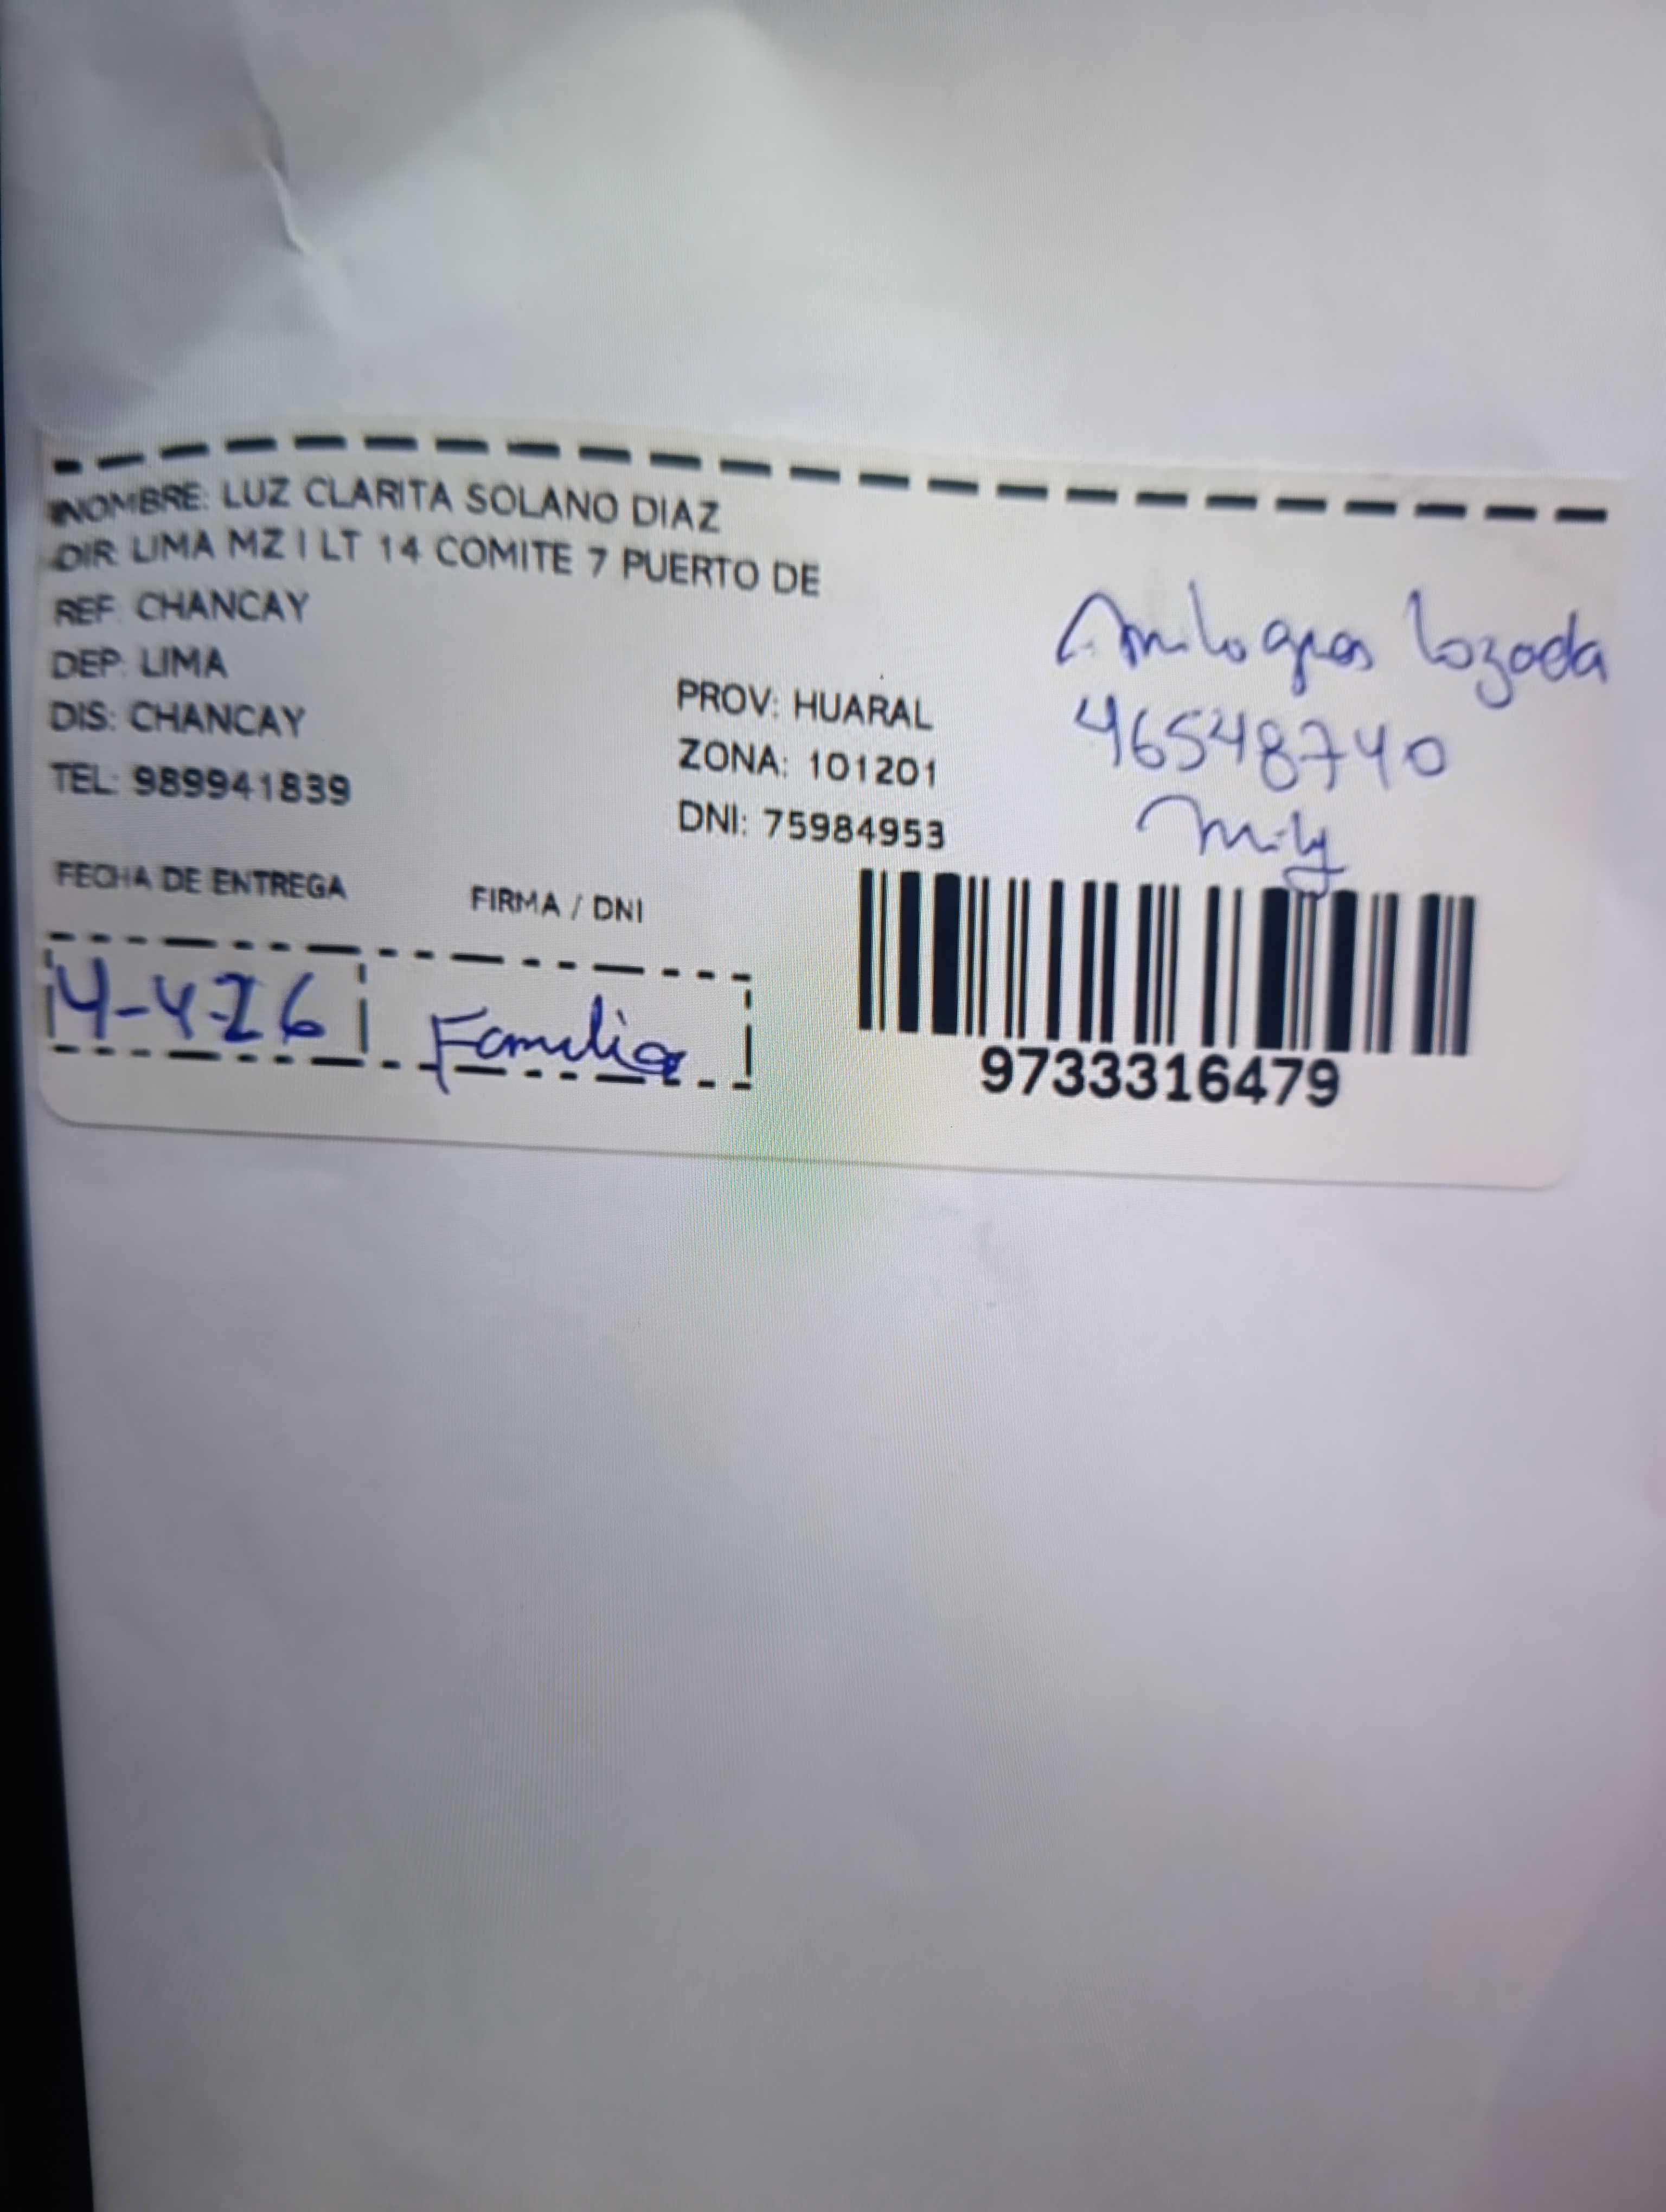 NOMBRE: LUZ CLARITA SOLANO DIAZ
DIR: LIMA MZ I LT 14 COMITE 7 PUERTO DE
REF: CHANCAY
DEP: LIMA
DIS: CHANCAY
TEL: 989941839
PROV: HUARAL
ZONA: 101201
DNI: 75984953
milagros lozada
46548740
Mily
FECHA DE ENTREGA
FIRMA / DNI
4-4-26
Familia
9733316479